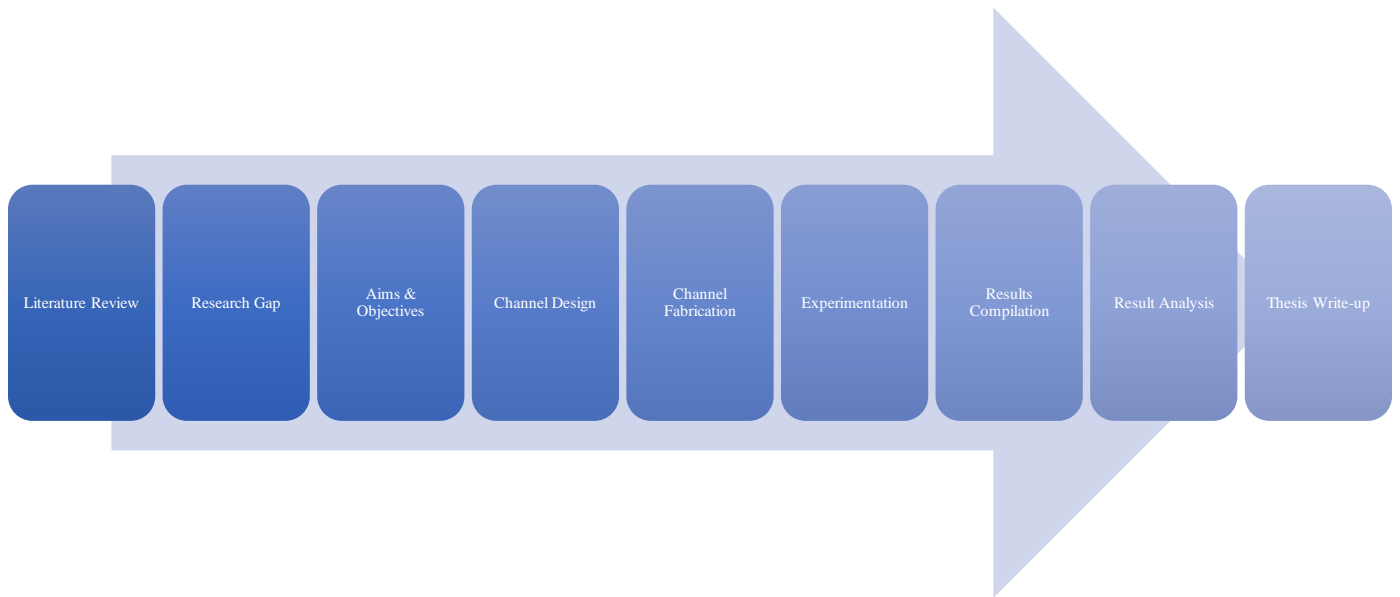 Literature Review
Research Gap
Aims &
Objectives
Channel Design
Channel
Fabrication
Experimentation
Results
Compilation
Result Analysis
Thesis Write-up